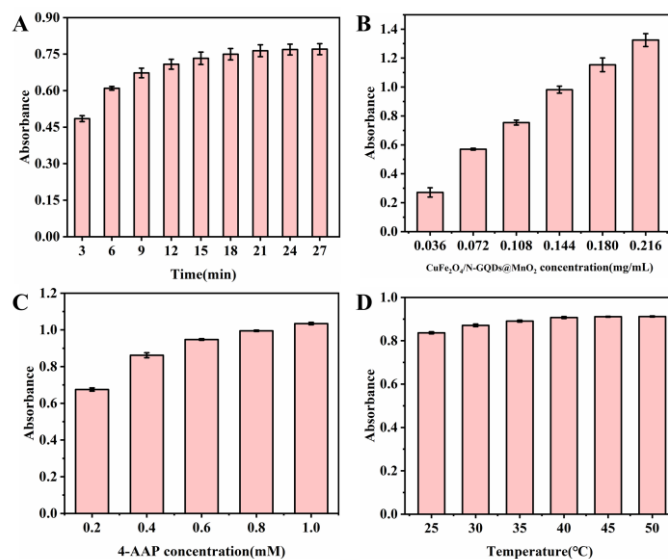 A
0.90
0.75
0.60
0.45
0.30
0.15
0.00
Absorbance
3 6 9 12 15 18 21 24 27
Time(min)
B
1.4
1.2
1.0
0.8
0.6
0.4
0.2
0.0
Absorbance
0.036 0.072 0.108 0.144 0.180 0.216
CuFe₂O₄/N-GQDs@MnO₂ concentration(mg/mL)
C
1.2
1.0
0.8
0.6
0.4
0.2
0.0
Absorbance
0.2 0.4 0.6 0.8 1.0
4-AAP concentration(mM)
D
1.0
0.8
0.6
0.4
0.2
0.0
Absorbance
25 30 35 40 45 50
Temperature(℃)